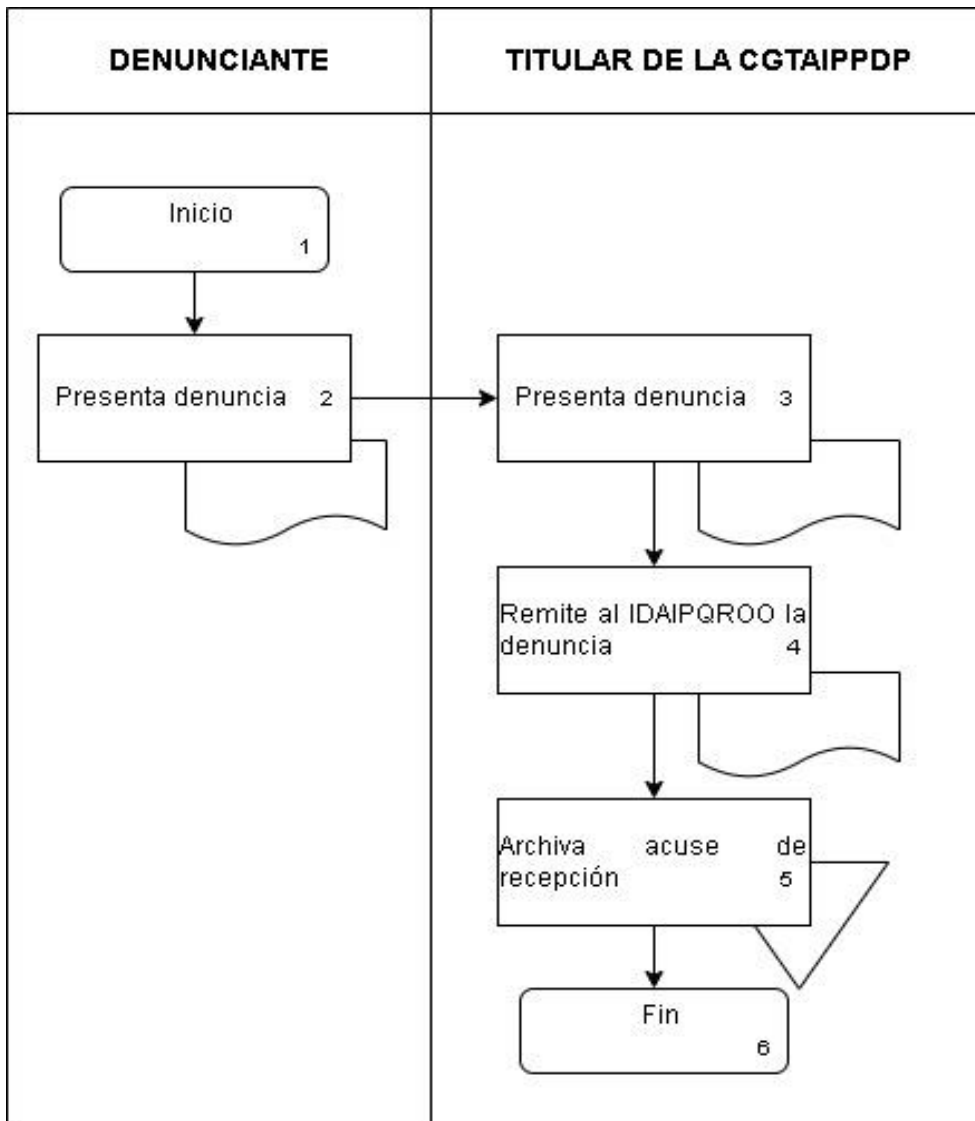 DENUNCIANTE
TITULAR DE LA CGTAIPPDP
Inicio
1
Presenta denuncia 2
Presenta denuncia 3
Remite al IDAIPQROO la
denuncia 4
Archiva acuse de
recepción 5
Fin
6